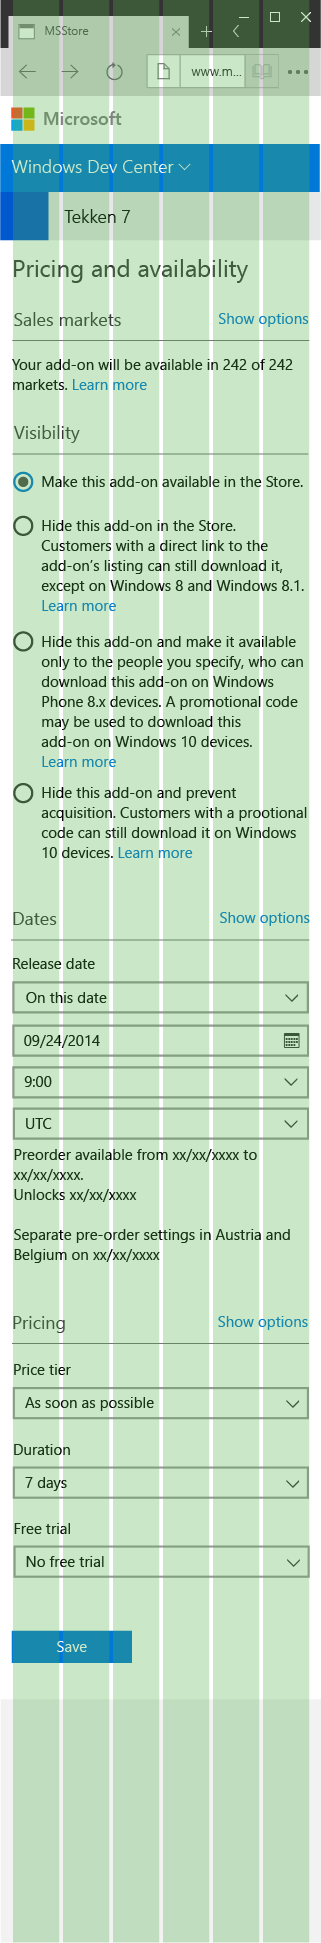 MSStore
www.m...
Microsoft
Windows Dev Center
Tekken 7
Pricing and availability
Sales markets
Show options
Your add-on will be available in 242 of 242
markets. Learn more
Visibility
Make this add-on available in the Store.
Hide this add-on in the Store.
Customers with a direct link to the
add-on's listing can still download it,
except on Windows 8 and Windows 8.1.
Learn more
Hide this add-on and make it available
only to the people you specify, who can
download this add-on on Windows
Phone 8.x devices. A promotional code
may be used to download this
add-on on Windows 10 devices.
Learn more
Hide this add-on and prevent
acquisition. Customers with a prootional
code can still download it on Windows
10 devices. Learn more
Dates
Show options
Release date
On this date
09/24/2014
9:00
UTC
Preorder available from xx/xx/xxxx to
xx/xx/xxxx.
Unlocks xx/xx/xxxx
Separate pre-order settings in Austria and
Belgium on xx/xx/xxxx
Pricing
Show options
Price tier
As soon as possible
Duration
7 days
Free trial
No free trial
Save